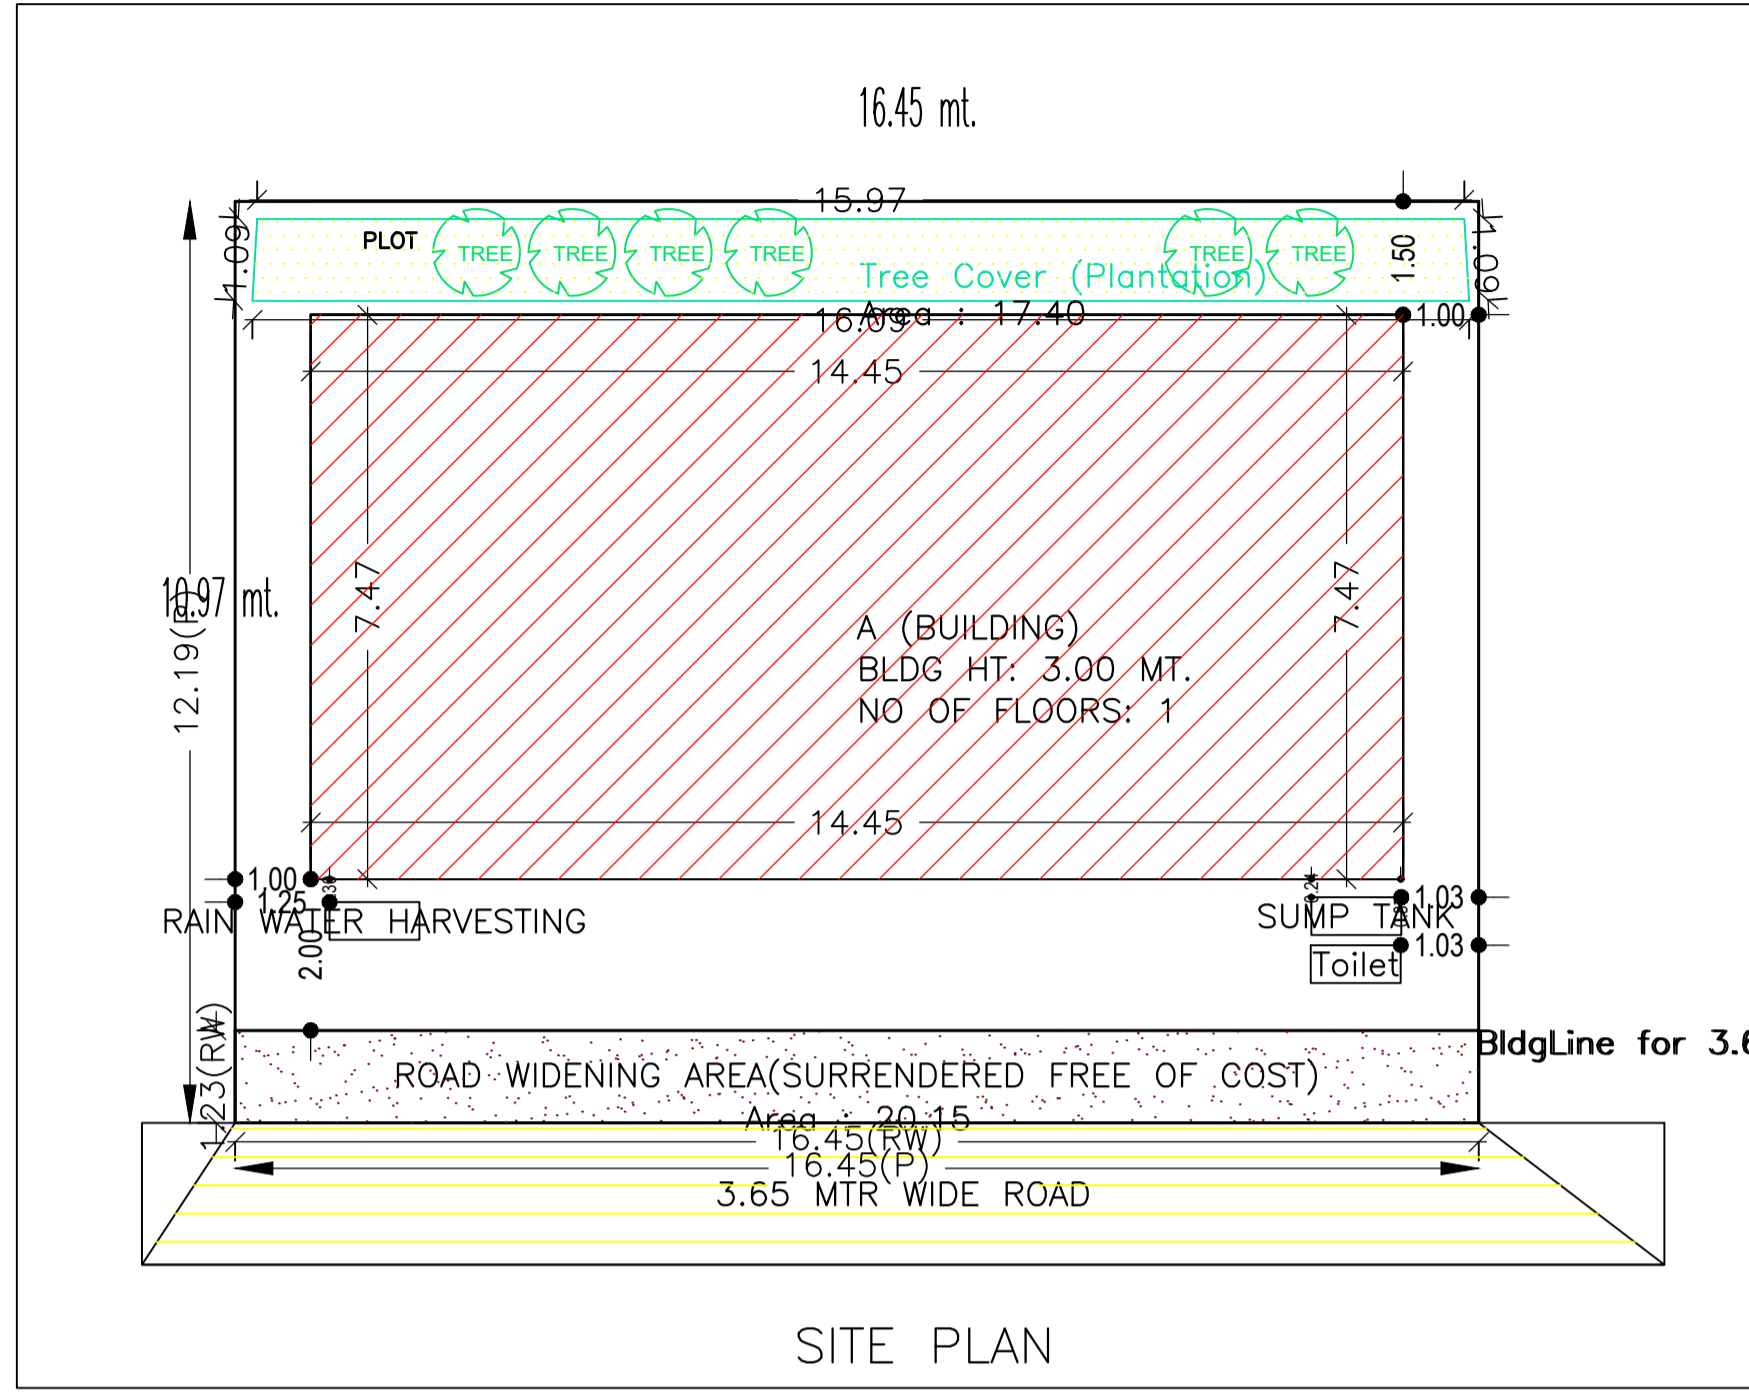 16.45 mt.
15.97
1.09
PLOT
TREE
TREE
TREE
TREE
TREE
TREE
1.50
1.09
Tree Cover (Plantation)
Area : 17.40
16.09
1.00
14.45
7.47
7.47
10.97 mt.
12.19(P)
A (BUILDING)
BLDG HT: 3.00 MT.
NO OF FLOORS: 1
14.45
1.00
1.25
RAIN WATER HARVESTING
2.00
SUMP TANK
1.03
1.03
Toilet
1.23(RW)
BldgLine for 3.6
ROAD WIDENING AREA(SURRENDERED FREE OF COST)
Area : 20.15
16.45(RW)
16.45(P)
3.65 MTR WIDE ROAD
SITE PLAN